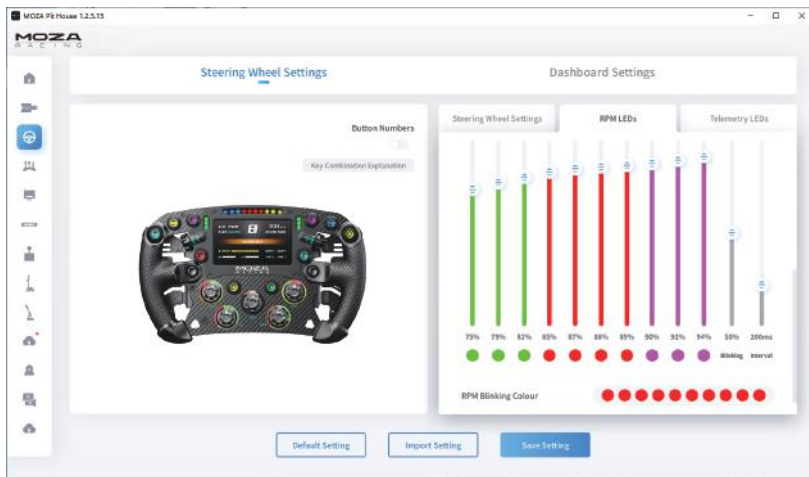 MOZA Pit House 1.2.5.15
MOZA
RACING
Steering Wheel Settings
Dashboard Settings
Button Numbers
Key Combination Explanation
MOZA
RACING
Steering Wheel Settings
RPM LEDs
Telemetry LEDs
75% 79% 82% 85% 87% 88% 89% 90% 92% 94% 50% 200ms
Blinking Interval
RPM Blinking Colour
Default Setting
Import Setting
Save Setting